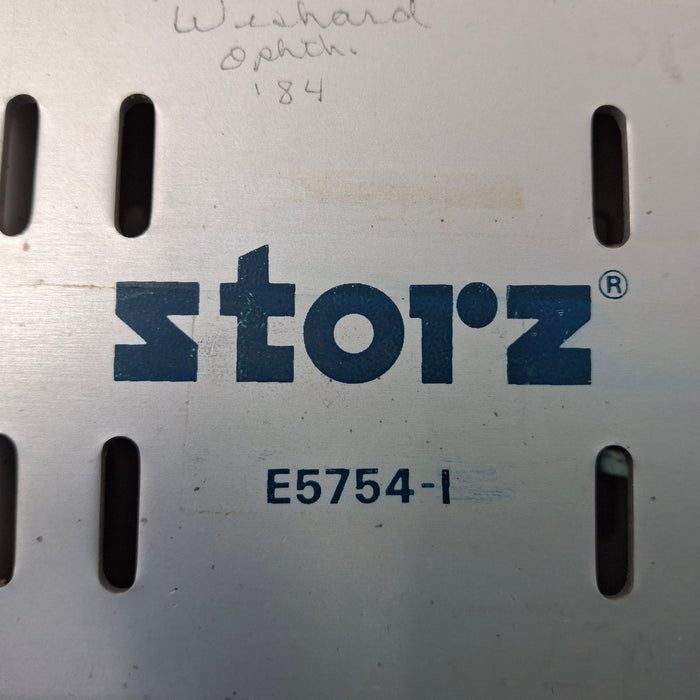 Wishard
Ophth.
'84
storz®
E5754-I